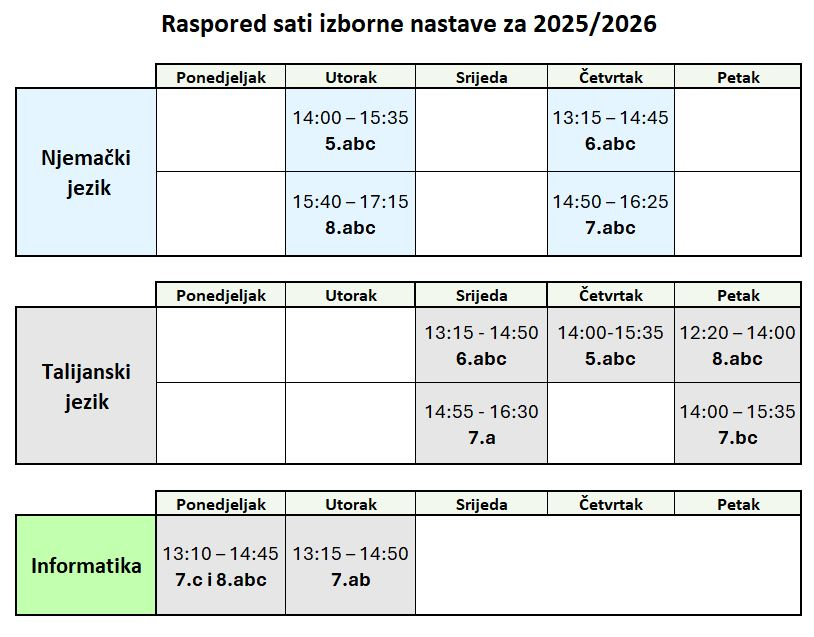 Raspored sati izborne nastave za 2025/2026
Ponedjeljak Utorak Srijeda Četvrtak Petak
Njemački
jezik
14:00 – 15:35
5.abc
13:15 – 14:45
6.abc
15:40 – 17:15
8.abc
14:50 – 16:25
7.abc
Ponedjeljak Utorak Srijeda Četvrtak Petak
Talijanski
jezik
13:15 - 14:50
6.abc
14:00-15:35
5.abc
12:20 – 14:00
8.abc
14:55 - 16:30
7.a
14:00 – 15:35
7.bc
Ponedjeljak Utorak Srijeda Četvrtak Petak
Informatika
13:10 – 14:45
7.c i 8.abc
13:15 – 14:50
7.ab